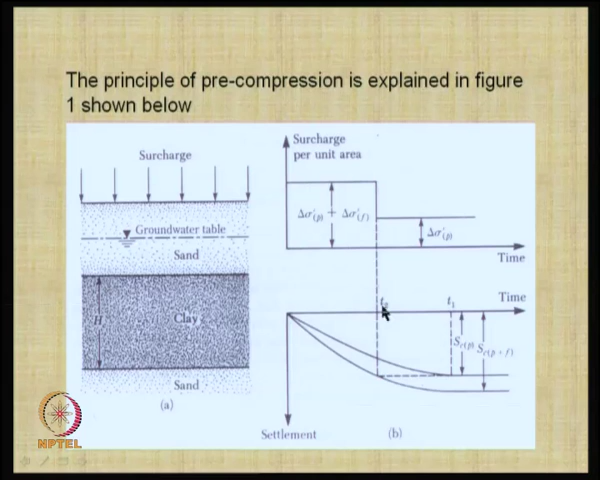 The principle of pre-compression is explained in figure
1 shown below
Surcharge
Groundwater table
Sand
H
Clay
Sand
(a)
Surcharge
per unit area
Δσ'(p) + Δσ'(f)
Δσ'(p)
Time
Time
t₂
t₁
Sc(p)
Sc(p + f)
Settlement
(b)
NPTEL